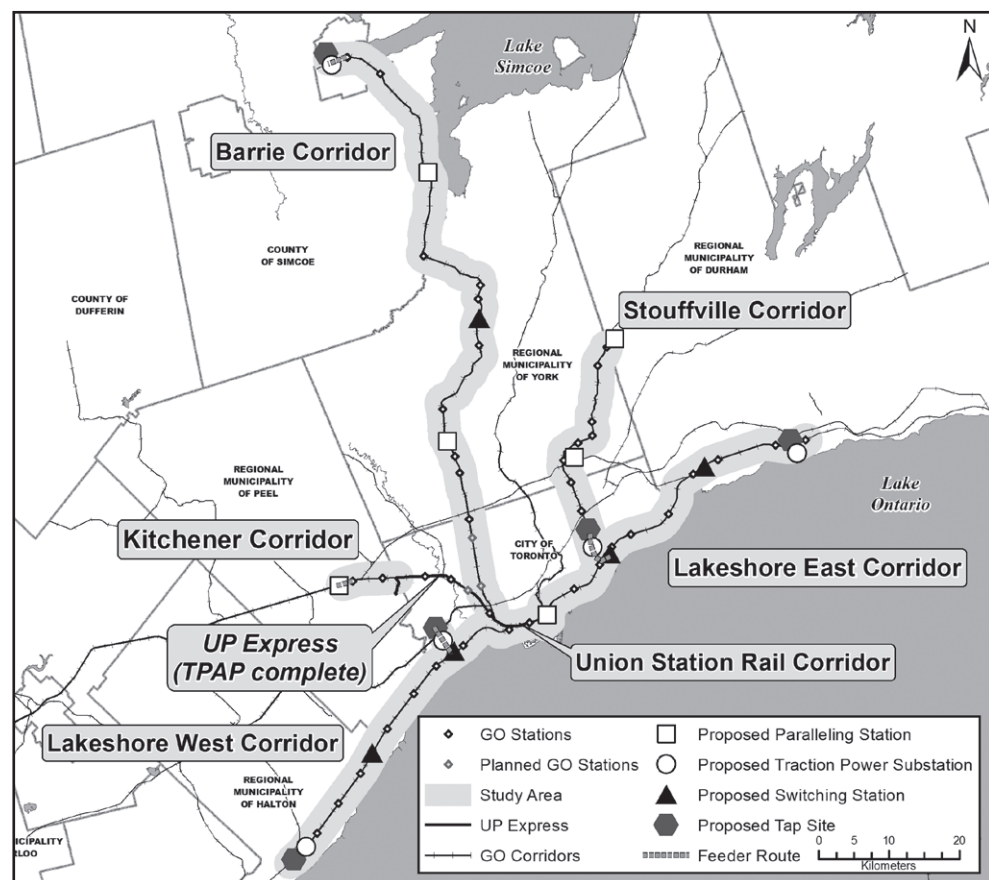 Lake
Simcoe
N
Barrie Corridor
COUNTY
OF SIMCOE
REGIONAL
MUNICIPALITY
OF DURHAM
COUNTY OF
DUFFERIN
Stouffville Corridor
REGIONAL
MUNICIPALITY
OF YORK
REGIONAL
MUNICIPALITY
OF PEEL
Lake
Ontario
Kitchener Corridor
CITY OF
TORONTO
Lakeshore East Corridor
UP Express
(TPAP complete)
Union Station Rail Corridor
Lakeshore West Corridor
REGIONAL
MUNICIPALITY
OF HALTON
ICIPALITY
RLOO
GO Stations
Planned GO Stations
Study Area
UP Express
GO Corridors
Proposed Paralleling Station
Proposed Traction Power Substation
Proposed Switching Station
Proposed Tap Site
Feeder Route
0 5 10 20
Kilometers